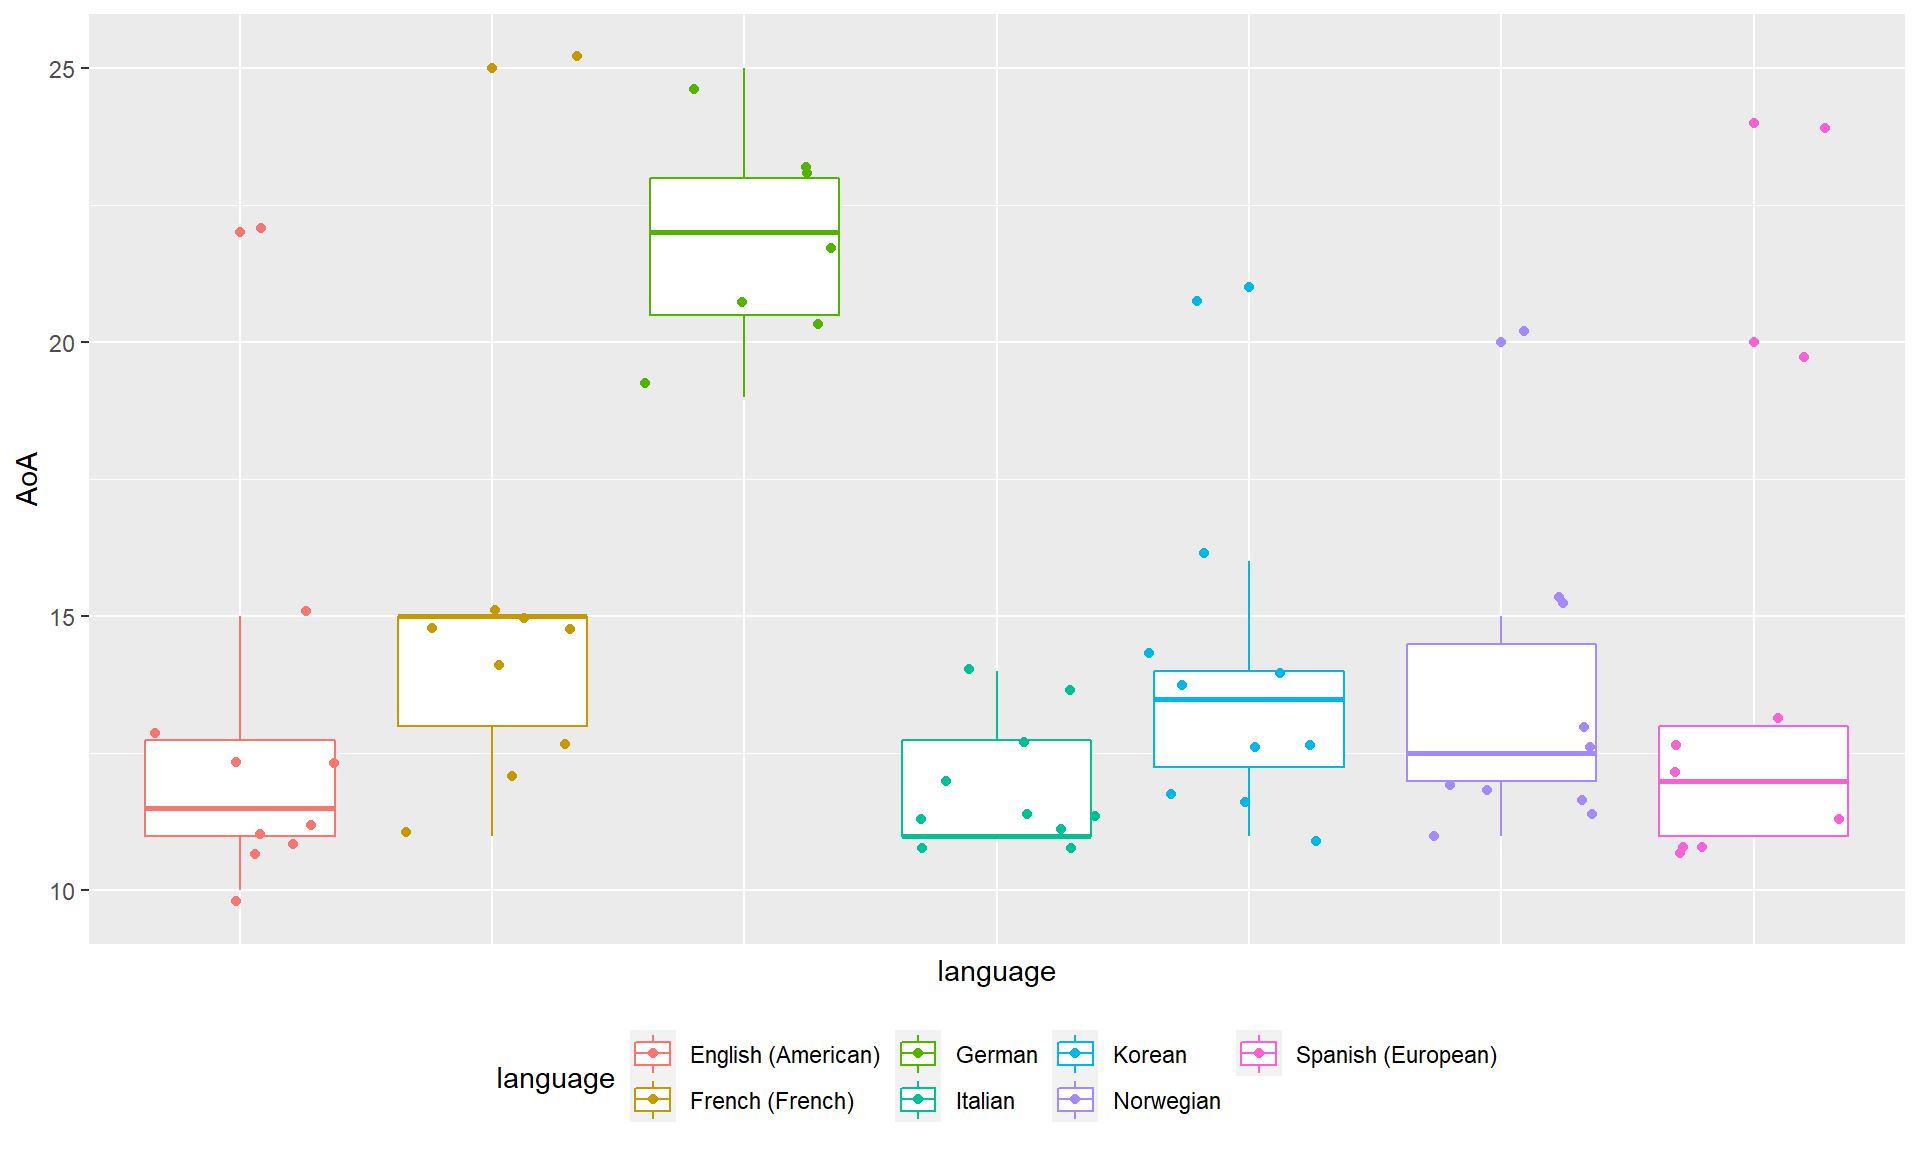 25
20
15
10
AoA
language
language
English (American)
German
Korean
Spanish (European)
French (French)
Italian
Norwegian